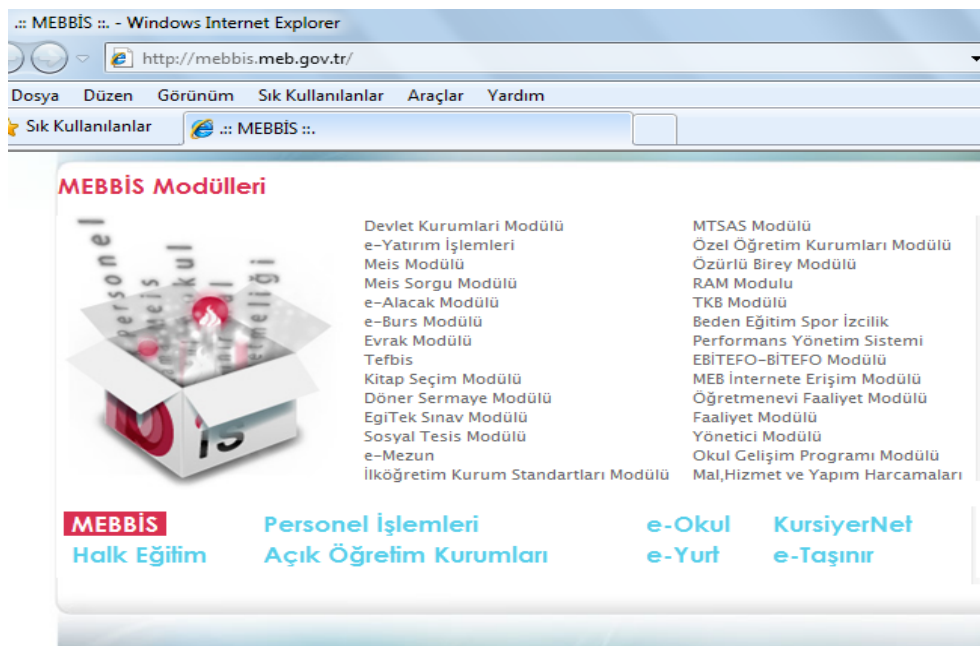 .:: MEBBİS ::. - Windows Internet Explorer
http://mebbis.meb.gov.tr/
Dosya Düzen Görünüm Sık Kullanılanlar Araçlar Yardım
Sık Kullanılanlar .:: MEBBİS ::.
MEBBİS Modülleri
Personel
Devlet Kurumlari Modülü
e-Yatırım İşlemleri
Meis Modülü
Meis Sorgu Modülü
e-Alacak Modülü
e-Burs Modülü
Evrak Modülü
Tefbis
Kitap Seçim Modülü
Döner Sermaye Modülü
EgiTek Sınav Modülü
Sosyal Tesis Modülü
e-Mezun
İlköğretim Kurum Standartları Modülü
MTSAS Modülü
Özel Öğretim Kurumları Modülü
Özürlü Birey Modülü
RAM Modulu
TKB Modülü
Beden Eğitim Spor İzcilik
Performans Yönetim Sistemi
EBİTEFO-BİTEFO Modülü
MEB İnternete Erişim Modülü
Öğretmenevi Faaliyet Modülü
Faaliyet Modülü
Yönetici Modülü
Okul Gelişim Programı Modülü
Mal,Hizmet ve Yapım Harcamaları
MEBBİS Personel İşlemleri e-Okul KursiyerNet
Halk Eğitim Açık Öğretim Kurumları e-Yurt e-Taşınır